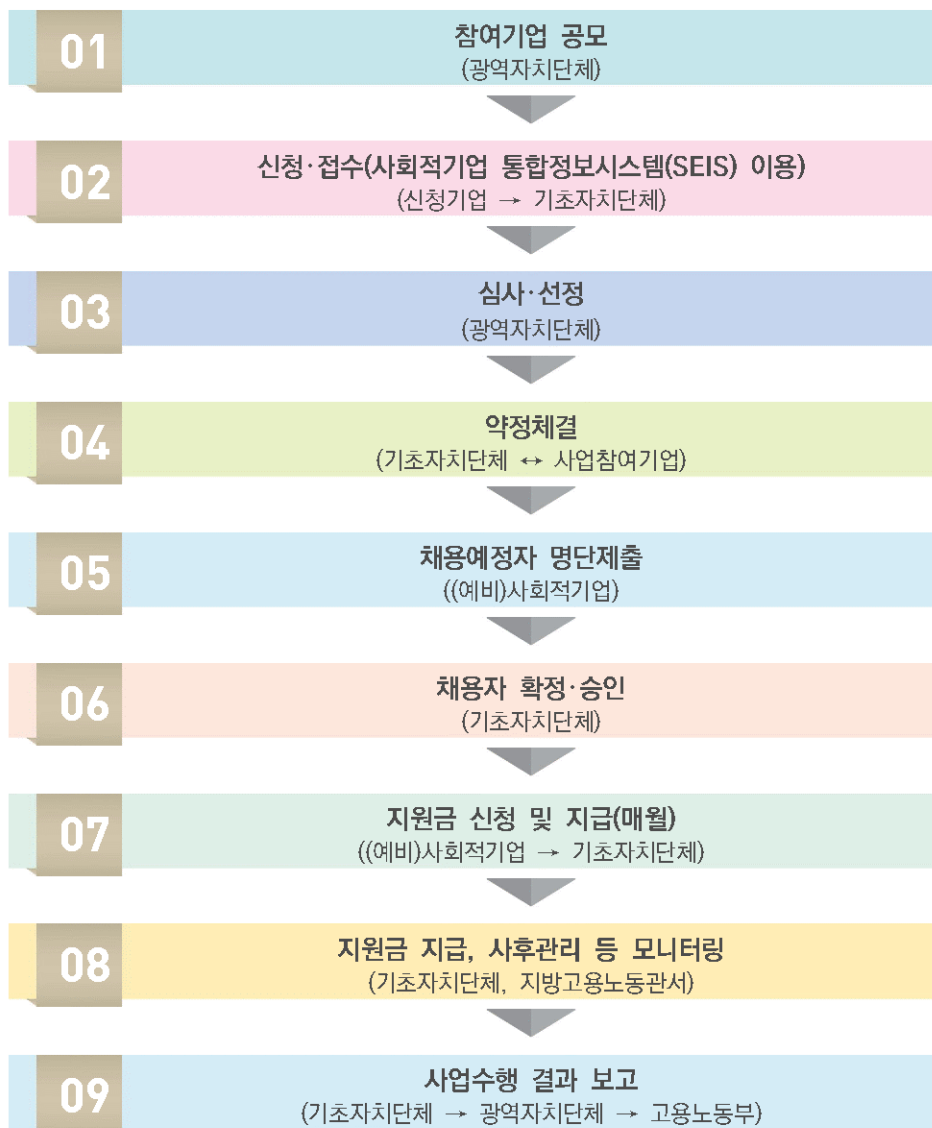 01
참여기업 공모
(광역자치단체)
02
신청·접수(사회적기업 통합정보시스템(SEIS) 이용)
(신청기업 → 기초자치단체)
03
심사·선정
(광역자치단체)
04
약정체결
(기초자치단체 ↔ 사업참여기업)
05
채용예정자 명단제출
((예비)사회적기업)
06
채용자 확정·승인
(기초자치단체)
07
지원금 신청 및 지급(매월)
((예비)사회적기업 → 기초자치단체)
08
지원금 지급, 사후관리 등 모니터링
(기초자치단체, 지방고용노동관서)
09
사업수행 결과 보고
(기초자치단체 → 광역자치단체 → 고용노동부)